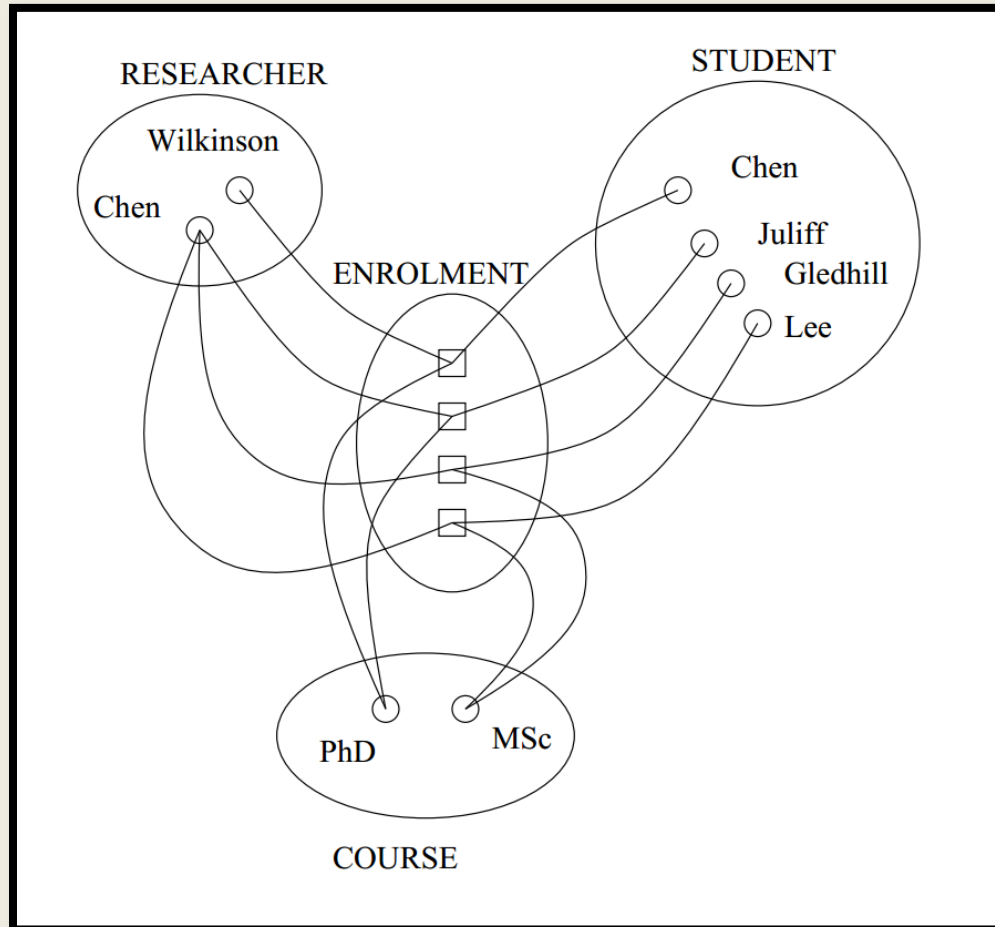 RESEARCHER
STUDENT
Wilkinson
Chen
Chen
Juliff
Gledhill
Lee
ENROLMENT
PhD
MSc
COURSE